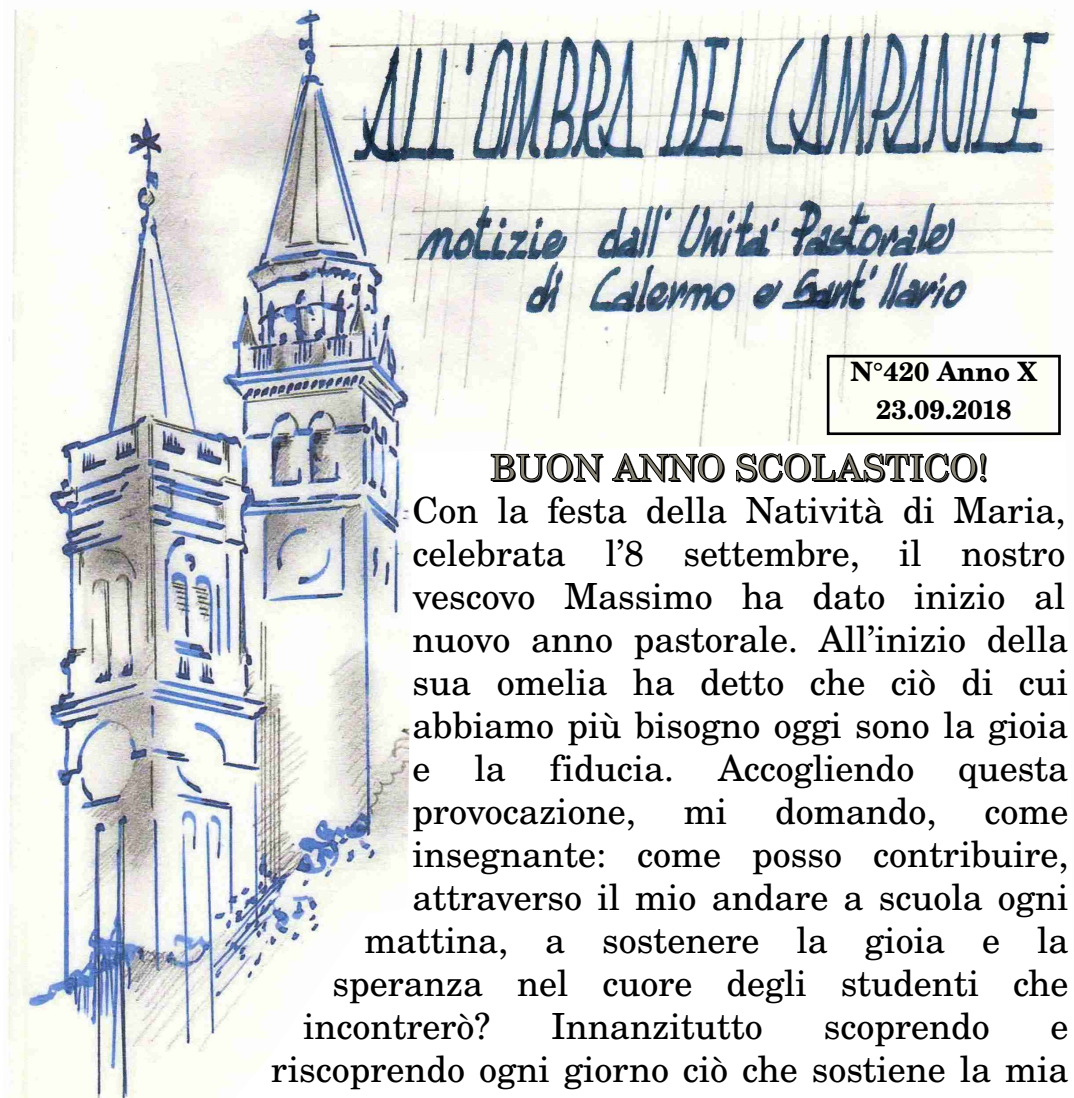 ALL'OMBRA DEL CAMPANILE
notizie dall'Unità Pastorale
di Calerno e Sant'Ilario
N°420 Anno X
23.09.2018
BUON ANNO SCOLASTICO!
Con la festa della Natività di Maria,
celebrata l’8 settembre, il nostro
vescovo Massimo ha dato inizio al
nuovo anno pastorale. All’inizio della
sua omelia ha detto che ciò di cui
abbiamo più bisogno oggi sono la gioia
e la fiducia. Accogliendo questa
provocazione, mi domando, come
insegnante: come posso contribuire,
attraverso il mio andare a scuola ogni
mattina, a sostenere la gioia e la
speranza nel cuore degli studenti che
incontrerò? Innanzitutto scoprendo e
riscoprendo ogni giorno ciò che sostiene la mia